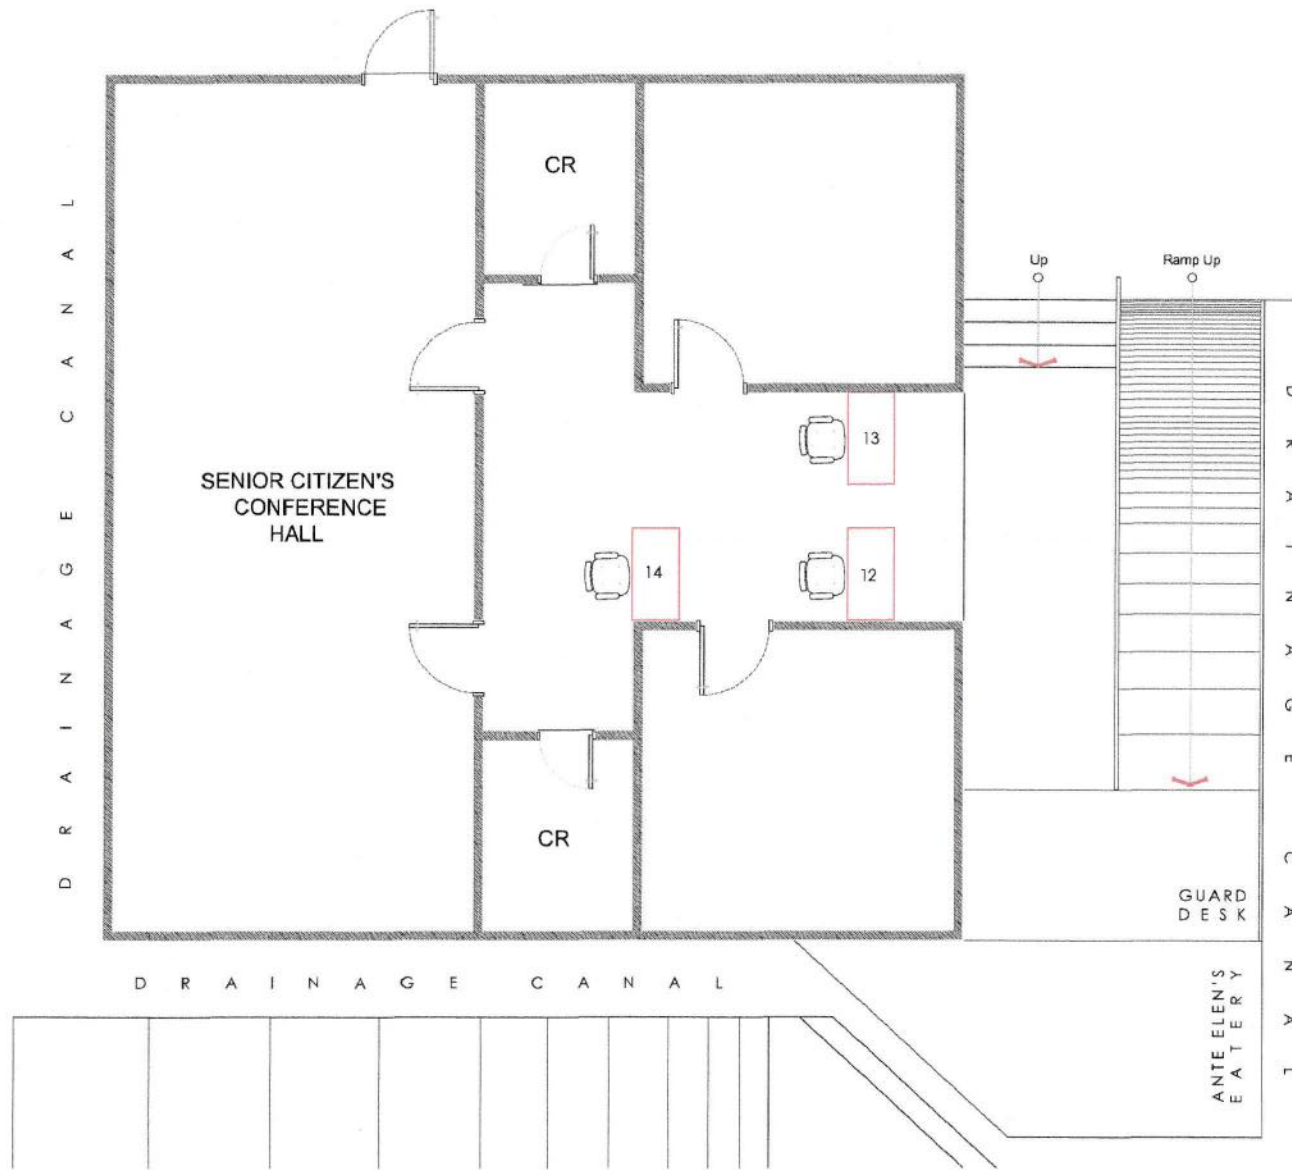 CR
Up
Ramp Up
DRAINAGE CANAL
DRAINAGE CANAL
13
SENIOR CITIZEN'S
CONFERENCE
HALL
14
12
CR
GUARD
DESK
DRAINAGE CANAL
ANTE ELEN'S
EATERY